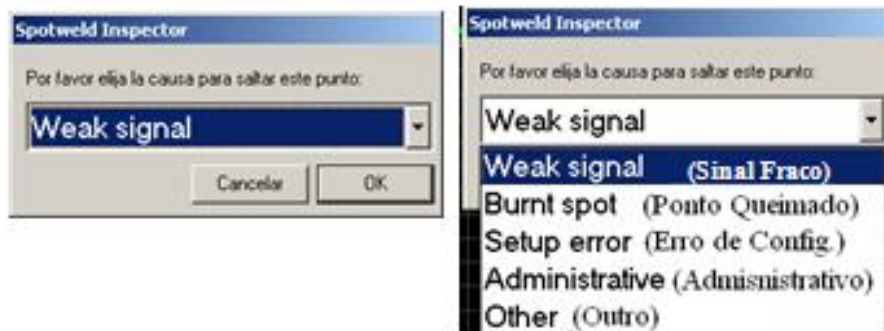 Spotweld Inspector
Por favor elija la causa para saltar este punto:
Weak signal
Cancelar
OK
Spotweld Inspector
Por favor elija la causa para saltar este punto:
Weak signal
Weak signal (Sinal Fraco)
Burnt spot (Ponto Queimado)
Setup error (Erro de Config.)
Administrative (Admisnistrativo)
Other (Outro)